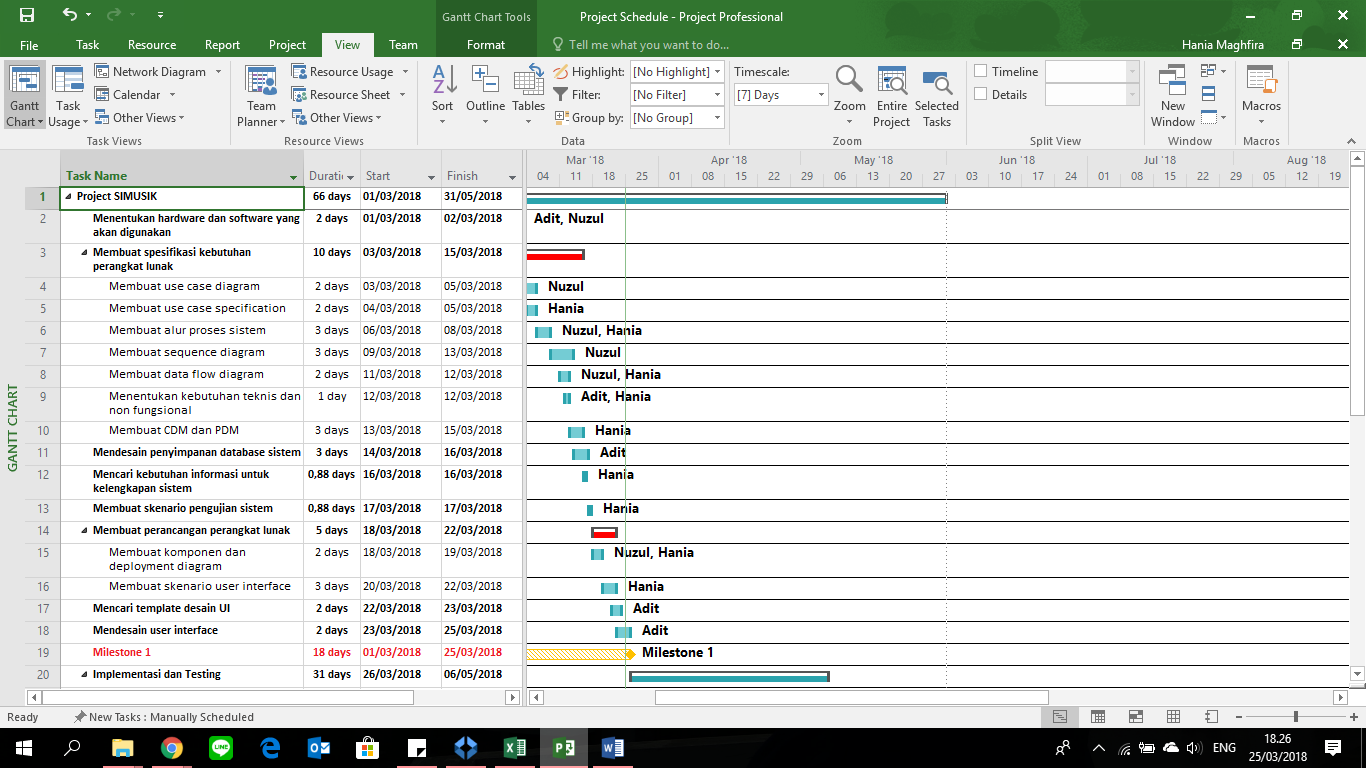 Gantt Chart Tools
Project Schedule - Project Professional
File Task Resource Report Project View Team Format Tell me what you want to do... Hania Maghfira
Gantt Chart
Task Usage
Network Diagram
Calendar
Other Views
Task Views
Team Planner
Resource Usage
Resource Sheet
Other Views
Resource Views
A Z
Sort
Outline
Tables
Highlight: [No Highlight]
Filter: [No Filter]
Group by: [No Group]
Data
Timescale:
[7] Days
Zoom
Entire Project
Selected Tasks
Zoom
Timeline
Details
Split View
New Window
Window
Macros
Macros
GANTT CHART
Task Name Durati Start Finish
Mar '18 Apr '18 May '18 Jun '18 Jul '18 Aug '18
04 11 18 25 01 08 15 22 29 06 13 20 27 03 10 17 24 01 08 15 22 29 05 12 19
1 Project SIMUSIK 66 days 01/03/2018 31/05/2018
2 Menentukan hardware dan software yang akan digunakan 2 days 01/03/2018 02/03/2018 Adit, Nuzul
3 Membuat spesifikasi kebutuhan perangkat lunak 10 days 03/03/2018 15/03/2018
4 Membuat use case diagram 2 days 03/03/2018 05/03/2018 Nuzul
5 Membuat use case specification 2 days 04/03/2018 05/03/2018 Hania
6 Membuat alur proses sistem 3 days 06/03/2018 08/03/2018 Nuzul, Hania
7 Membuat sequence diagram 3 days 09/03/2018 13/03/2018 Nuzul
8 Membuat data flow diagram 2 days 11/03/2018 12/03/2018 Nuzul, Hania
9 Menentukan kebutuhan teknis dan non fungsional 1 day 12/03/2018 12/03/2018 Adit, Hania
10 Membuat CDM dan PDM 3 days 13/03/2018 15/03/2018 Hania
11 Mendesain penyimpanan database sistem 3 days 14/03/2018 16/03/2018 Adit
12 Mencari kebutuhan informasi untuk kelengkapan sistem 0,88 days 16/03/2018 16/03/2018 Hania
13 Membuat skenario pengujian sistem 0,88 days 17/03/2018 17/03/2018 Hania
14 Membuat perancangan perangkat lunak 5 days 18/03/2018 22/03/2018
15 Membuat komponen dan deployment diagram 2 days 18/03/2018 19/03/2018 Nuzul, Hania
16 Membuat skenario user interface 3 days 20/03/2018 22/03/2018 Hania
17 Mencari template desain UI 2 days 22/03/2018 23/03/2018 Adit
18 Mendesain user interface 2 days 23/03/2018 25/03/2018 Adit
19 Milestone 1 18 days 01/03/2018 25/03/2018 Milestone 1
20 Implementasi dan Testing 31 days 26/03/2018 06/05/2018
Ready New Tasks : Manually Scheduled
LINE
ENG
18.26
25/03/2018